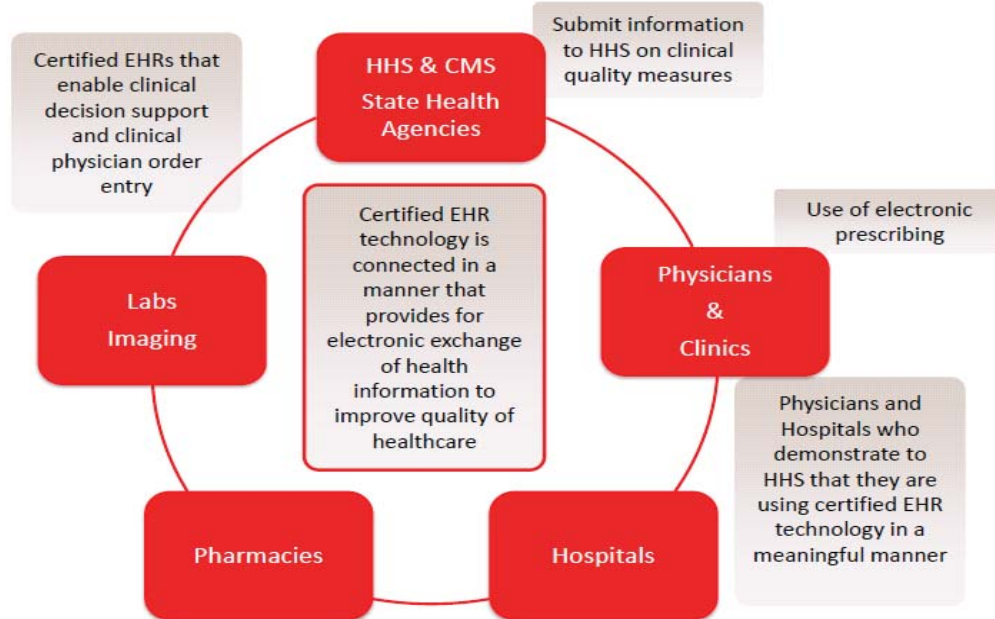 Certified EHRs that
enable clinical
decision support
and clinical
physician order
entry
HHS & CMS
State Health
Agencies
Submit information
to HHS on clinical
quality measures
Certified EHR
technology is
connected in a
manner that
provides for
electronic exchange
of health
information to
improve quality of
healthcare
Use of electronic
prescribing
Labs
Imaging
Physicians
&
Clinics
Physicians and
Hospitals who
demonstrate to
HHS that they are
using certified EHR
technology in a
meaningful manner
Pharmacies
Hospitals